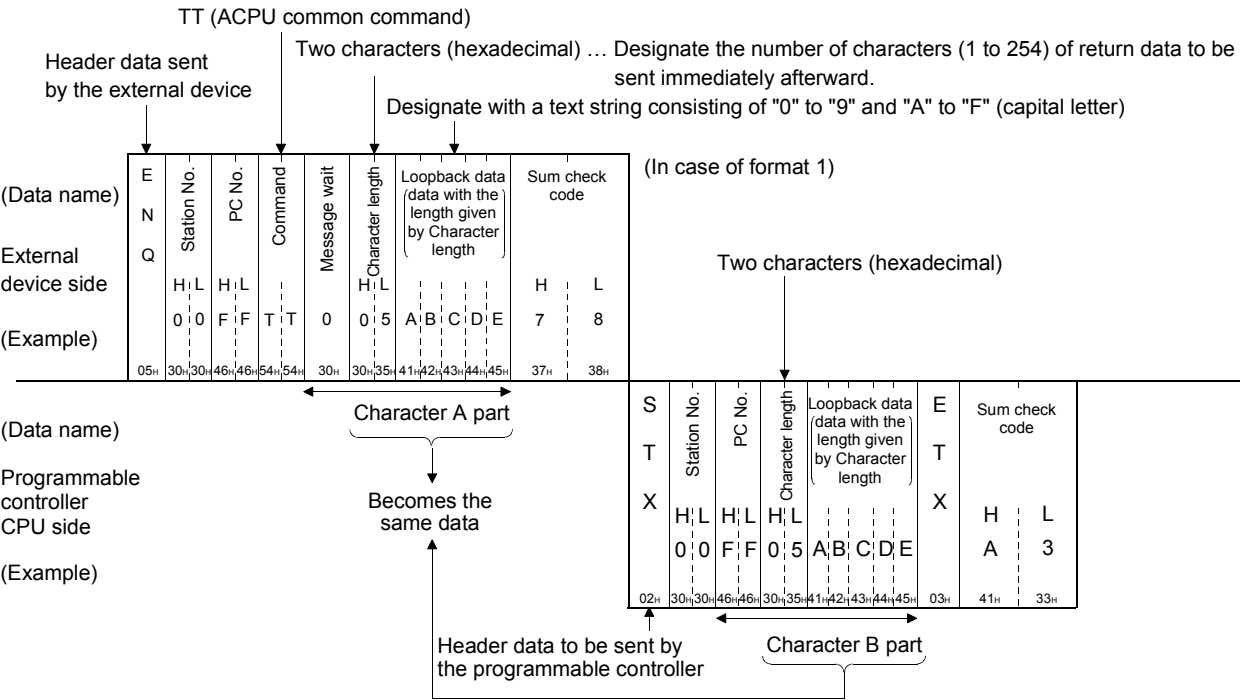 TT (ACPU common command)
Two characters (hexadecimal) … Designate the number of characters (1 to 254) of return data to be
sent immediately afterward.
Header data sent
by the external device
Designate with a text string consisting of "0" to "9" and "A" to "F" (capital letter)
(In case of format 1)
(Data name)
External
device side
(Example)
E
N
Q
05H
Station No.
H L
0 0
30H 30H
PC No.
H L
F F
46H 46H
Command
T T
54H 54H
Message wait
0
30H
Character length
H L
0 5
30H 35H
Loopback data
(data with the
length given
by Character
length)
A B C D E
41H 42H 43H 44H 45H
Sum check
code
H L
7 8
37H 38H
Two characters (hexadecimal)
Character A part
Becomes the
same data
(Data name)
Programmable
controller
CPU side
(Example)
S
T
X
02H
Station No.
H L
0 0
30H 30H
PC No.
H L
F F
46H 46H
Character length
H L
0 5
30H 35H
Loopback data
(data with the
length given
by Character
length)
A B C D E
41H 42H 43H 44H 45H
E
T
X
03H
Sum check
code
H L
A 3
41H 33H
Header data to be sent by
the programmable controller
Character B part